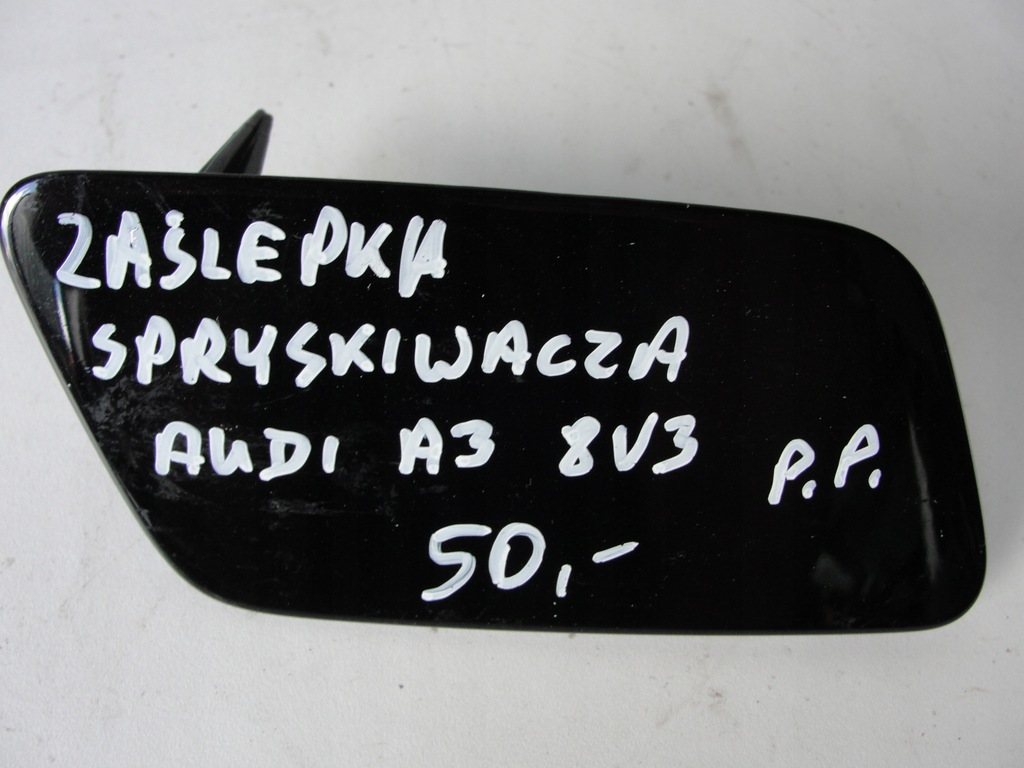 ZAŚLEPKA
SPRYSKIWACZA
AUDI A3 8V3 P.P.
50,-